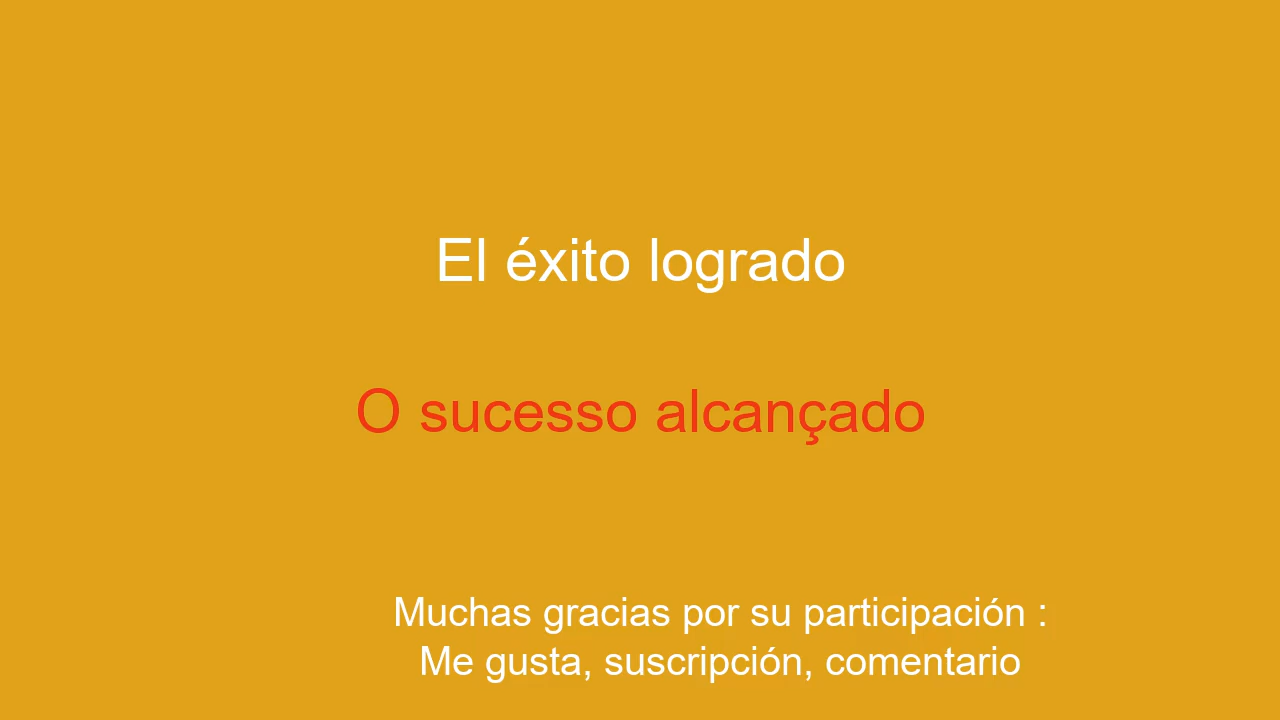 El éxito logrado
O sucesso alcançado
Muchas gracias por su participación :
Me gusta, suscripción, comentario